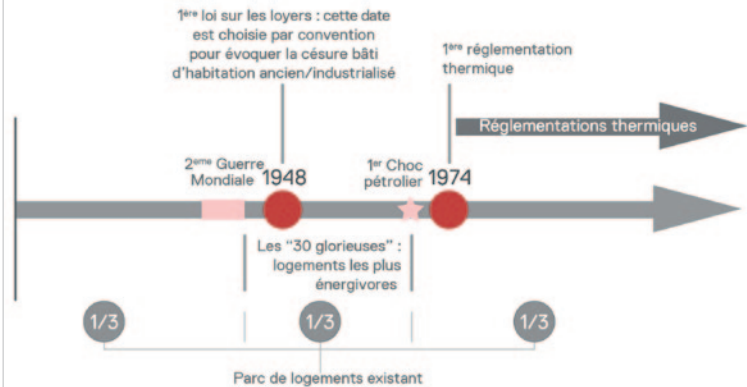 1ère loi sur les loyers : cette date
est choisie par convention
pour évoquer la césure bâti
d'habitation ancien/industrialisé
1ère réglementation
thermique
Réglementations thermiques
2eme Guerre
Mondiale
1948
1er Choc
pétrolier
1974
Les "30 glorieuses" :
logements les plus
énergivores
1/3
1/3
1/3
Parc de logements existant